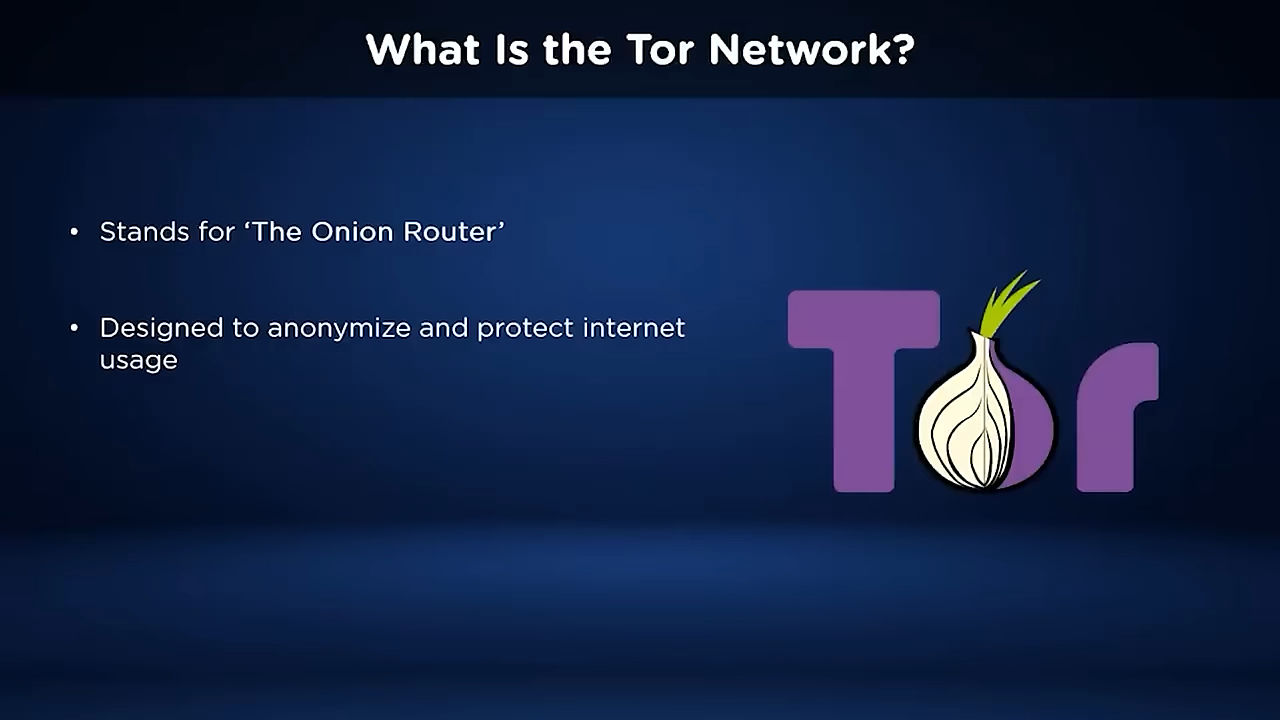 What Is the Tor Network?
• Stands for ‘The Onion Router’
• Designed to anonymize and protect internet
usage
Tor